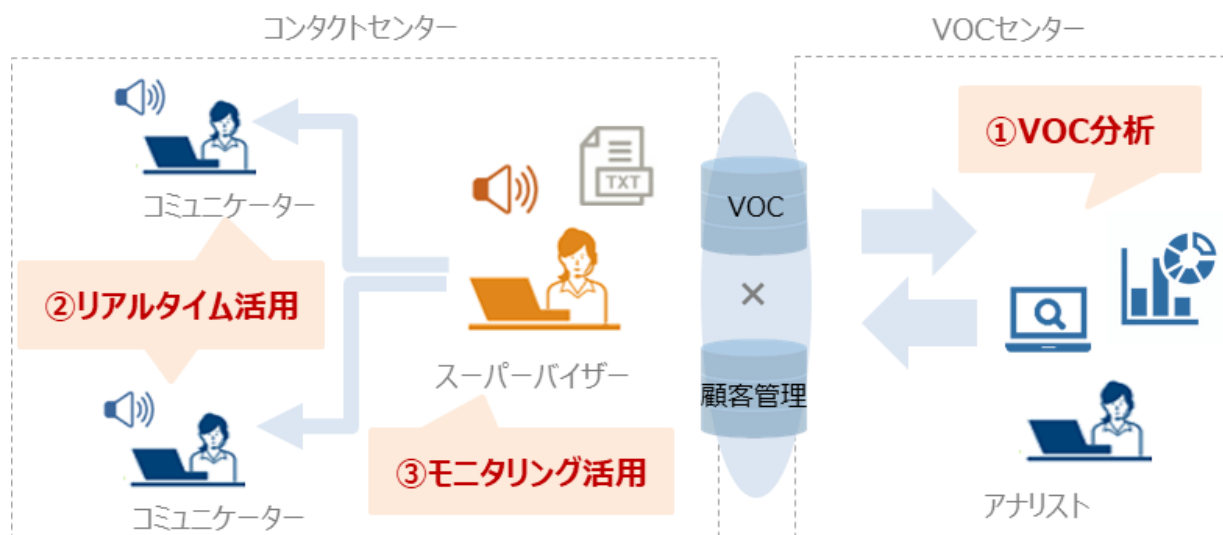 コンタクトセンター
VOCセンター
①VOC分析
TXT
コミュニケーター
VOC
②リアルタイム活用
×
スーパーバイザー
顧客管理
③モニタリング活用
コミュニケーター
アナリスト